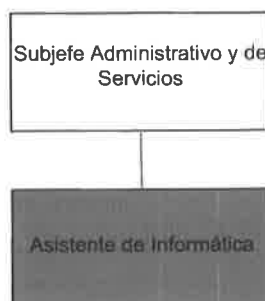 Subjefe Administrativo y de
Servicios
Asistente de Informática